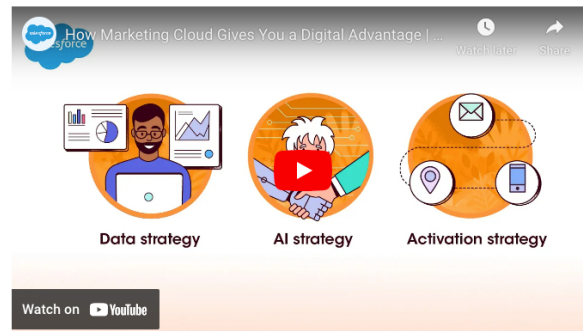 How Marketing Cloud Gives You a Digital Advantage | ...
salesforce
Watch later
Share
Data strategy
AI strategy
Activation strategy
Watch on YouTube